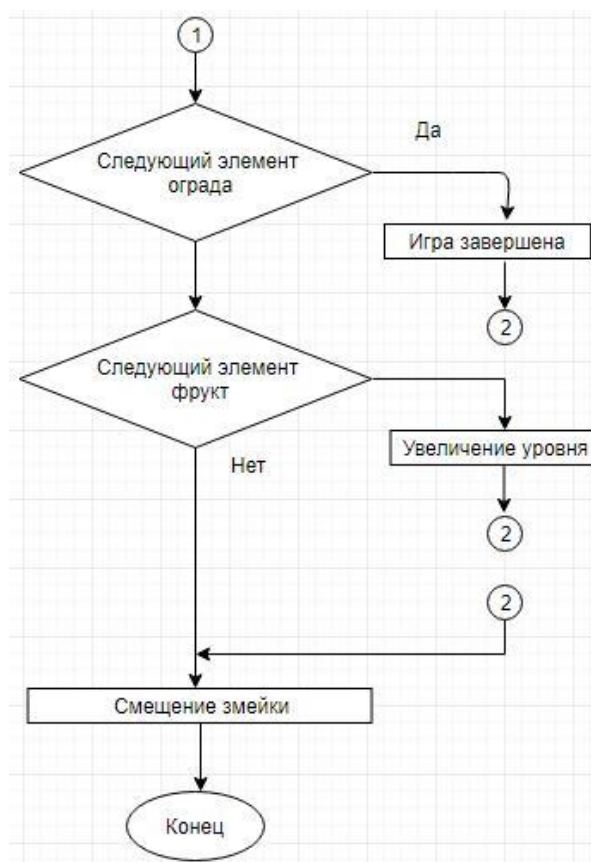 1
Следующий элемент
ограда
Да
Игра завершена
2
Следующий элемент
фрукт
Увеличение уровня
Нет
2
2
Смещение змейки
Конец